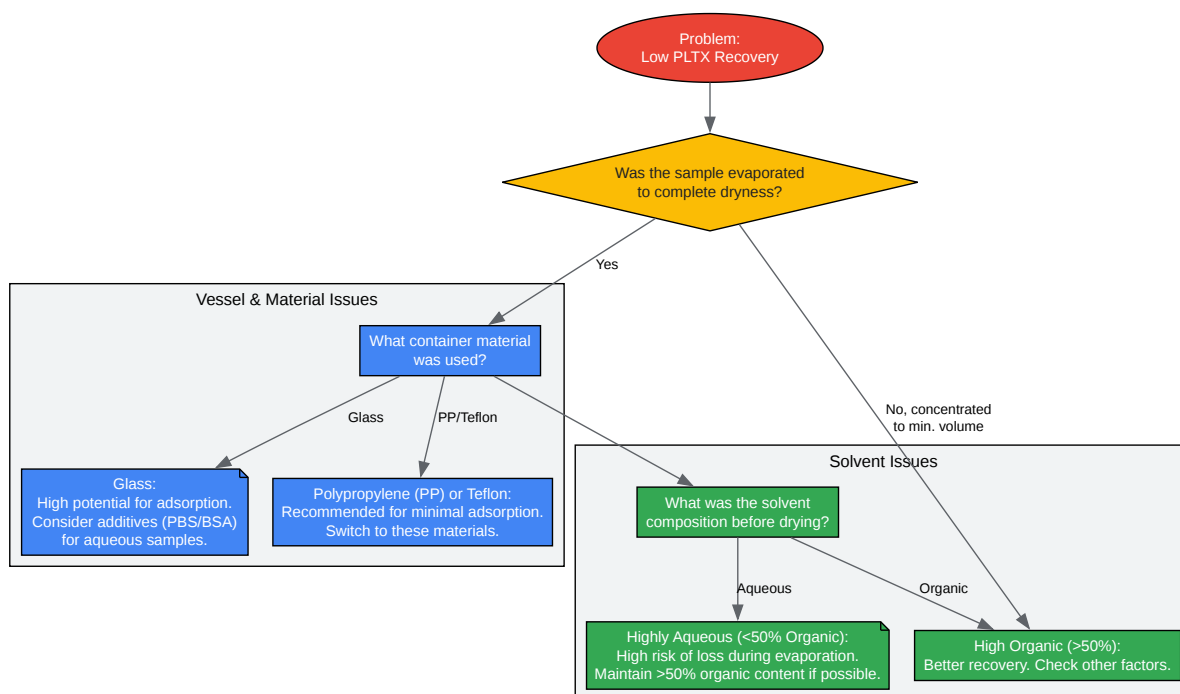 Problem:
Low PLTX Recovery
Was the sample evaporated
to complete dryness?
Yes
Vessel & Material Issues
What container material
was used?
Glass
PP/Teflon
Glass:
High potential for adsorption.
Consider additives (PBS/BSA)
for aqueous samples.
Polypropylene (PP) or Teflon:
Recommended for minimal adsorption.
Switch to these materials.
No, concentrated
to min. volume
Solvent Issues
What was the solvent
composition before drying?
Aqueous
Organic
Highly Aqueous (<50% Organic):
High risk of loss during evaporation.
Maintain >50% organic content if possible.
High Organic (>50%):
Better recovery. Check other factors.